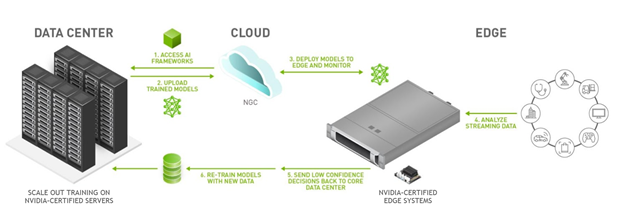 DATA CENTER
CLOUD
EDGE
1. ACCESS AI
FRAMEWORKS
2. UPLOAD
TRAINED MODELS
NGC
3. DEPLOY MODELS TO
EDGE AND MONITOR
4. ANALYZE
STREAMING DATA
6. RE-TRAIN MODELS
WITH NEW DATA
5. SEND LOW CONFIDENCE
DECISIONS BACK TO CORE
DATA CENTER
SCALE OUT TRAINING ON
NVIDIA-CERTIFIED SERVERS
NVIDIA-CERTIFIED
EDGE SYSTEMS